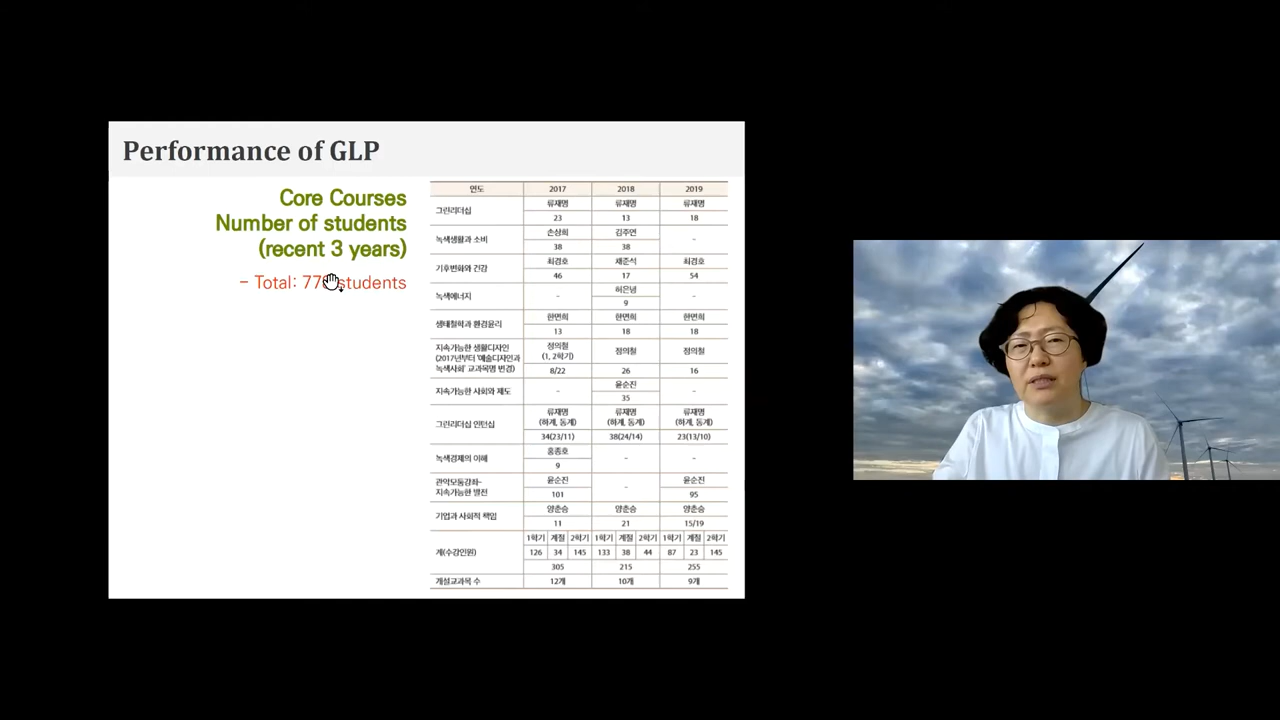 Performance of GLP
Core Courses
Number of students
(recent 3 years)
- Total: students
연도 2017 2018 2019
그린리더십 류재명 류재명 류재명
23 13 18
녹색생활과 소비 손상희 김주연 -
38 38
기후변화와 건강 최경호 채준석 최경호
46 17 54
녹색에너지 - 허은녕 -
9
생태철학과 환경윤리 한면희 한면희 한면희
13 18 18
지속가능한 생활디자인
(2017년부터 '예술디자인과
녹색사회' 교과목명 변경)
정의철
(1, 2학기) 정의철 정의철
8/22 26 16
지속가능한 사회와 제도 - 윤순진 -
35
그린리더십 인턴십 류재명 류재명 류재명
(하계, 동계) (하계, 동계) (하계, 동계)
34(23/11) 38(24/14) 23(13/10)
녹색경제의 이해 홍종호 - -
9
관악모둠강좌-
지속가능한 발전
윤순진 - 윤순진
101 95
기업과 사회적 책임 양춘승 양춘승 양춘승
11 21 15/19
1학기 계절 2학기 1학기 계절 2학기 1학기 계절 2학기
계(수강인원) 126 34 145 133 38 44 87 23 145
305 215 255
개설교과목 수 12개 10개 9개